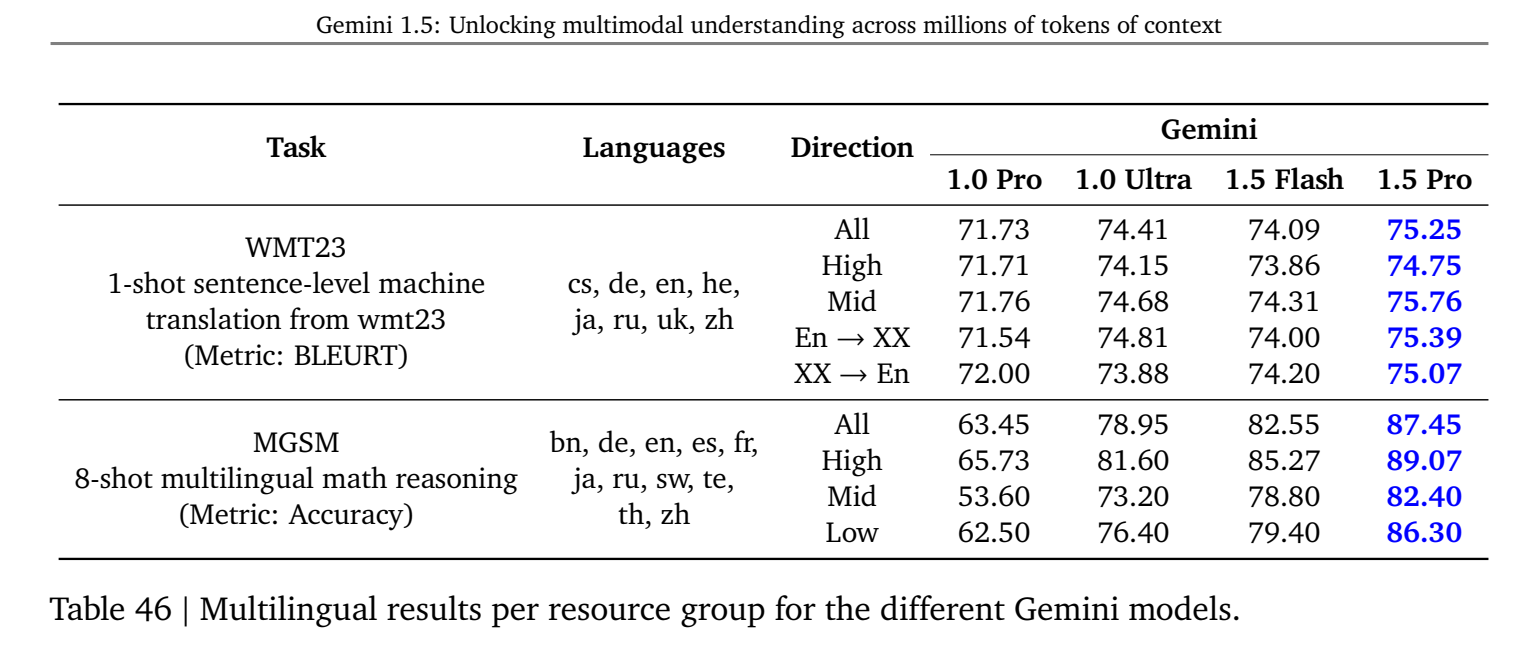 Gemini 1.5: Unlocking multimodal understanding across millions of tokens of context
Task Languages Direction Gemini
1.0 Pro 1.0 Ultra 1.5 Flash 1.5 Pro
WMT23
1-shot sentence-level machine
translation from wmt23
(Metric: BLEURT)
cs, de, en, he,
ja, ru, uk, zh
All 71.73 74.41 74.09 75.25
High 71.71 74.15 73.86 74.75
Mid 71.76 74.68 74.31 75.76
En → XX 71.54 74.81 74.00 75.39
XX → En 72.00 73.88 74.20 75.07
MGSM
8-shot multilingual math reasoning
(Metric: Accuracy)
bn, de, en, es, fr,
ja, ru, sw, te,
th, zh
All 63.45 78.95 82.55 87.45
High 65.73 81.60 85.27 89.07
Mid 53.60 73.20 78.80 82.40
Low 62.50 76.40 79.40 86.30
Table 46 | Multilingual results per resource group for the different Gemini models.